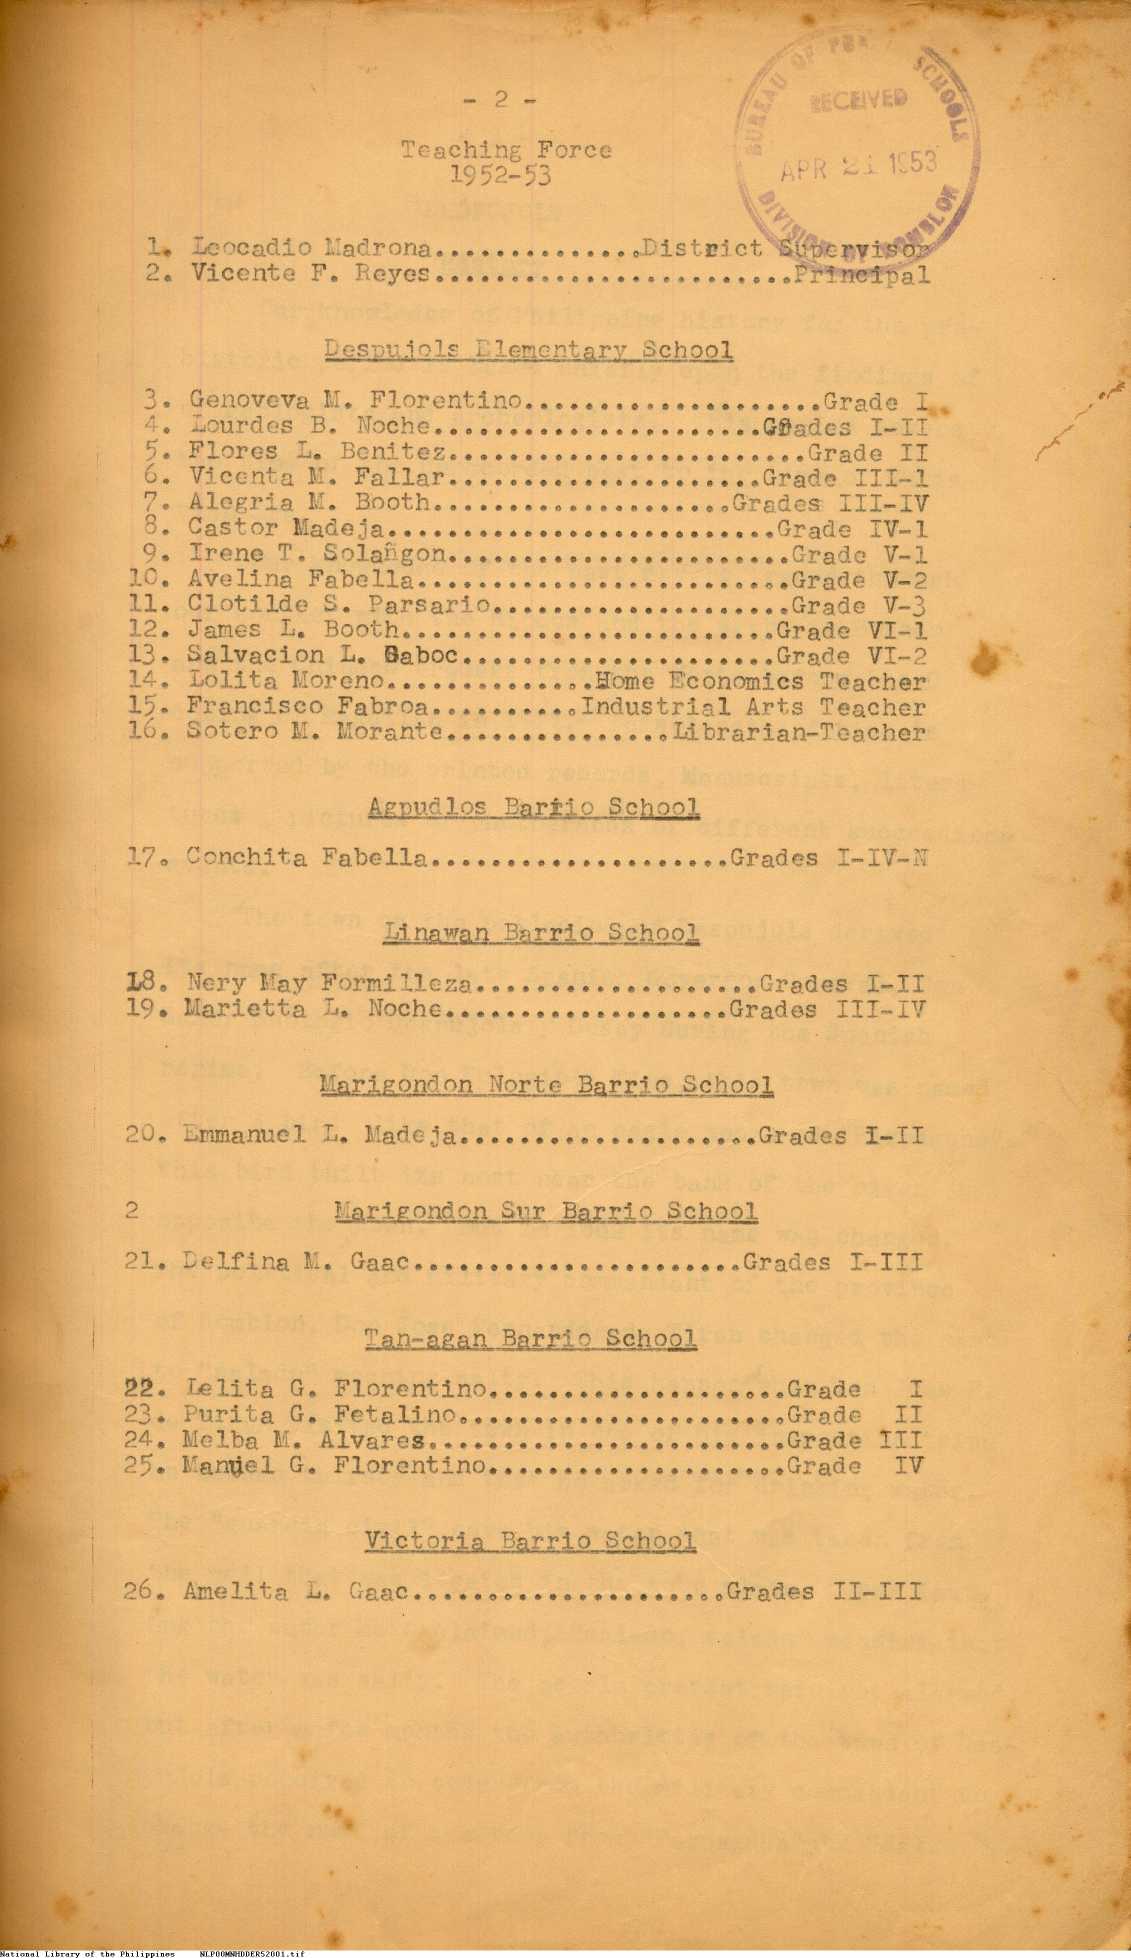 - 2 -
BUREAU OF PUB SCHOOLS
RECEIVED
APR 21 1953
DIVISION OF ROMBLON
Teaching Force
1952-53
1. Leocadio Madrona..............District Supervisor
2. Vicente F. Reyes........................Principal
Despujols Elementary School
3. Genoveva M. Florentino....................Grade I
4. Lourdes B. Noche......................Grades I-II
5. Flores L. Benitez........................Grade II
6. Vicenta M. Fallar.....................Grade III-1
7. Alegria M. Booth....................Grades III-IV
8. Castor Madeja..........................Grade IV-1
9. Irene T. Solañgon.......................Grade V-1
10. Avelina Fabella.........................Grade V-2
11. Clotilde S. Parsario....................Grade V-3
12. James L. Booth.........................Grade VI-1
13. Salvacion L. Gaboc.....................Grade VI-2
14. Lolita Moreno..............Home Economics Teacher
15. Francisco Fabroa..........Industrial Arts Teacher
16. Sotero M. Morante...............Librarian-Teacher
Agpudlos Barrio School
17. Conchita Fabella....................Grades I-IV-N
Linawan Barrio School
18. Nery May Formilleza...................Grades I-II
19. Marietta L. Noche...................Grades III-IV
Marigondon Norte Barrio School
20. Emmanuel L. Madeja....................Grades I-II
2 Marigondon Sur Barrio School
21. Delfina M. Gaac......................Grades I-III
Tan-agan Barrio School
22. Lelita G. Florentino....................Grade I
23. Purita G. Fetalino......................Grade II
24. Melba M. Alvares........................Grade III
25. Manuel G. Florentino....................Grade IV
Victoria Barrio School
26. Amelita L. Gaac.....................Grades II-III
National Library of the Philippines NLPOOMNHDDER52001.tif